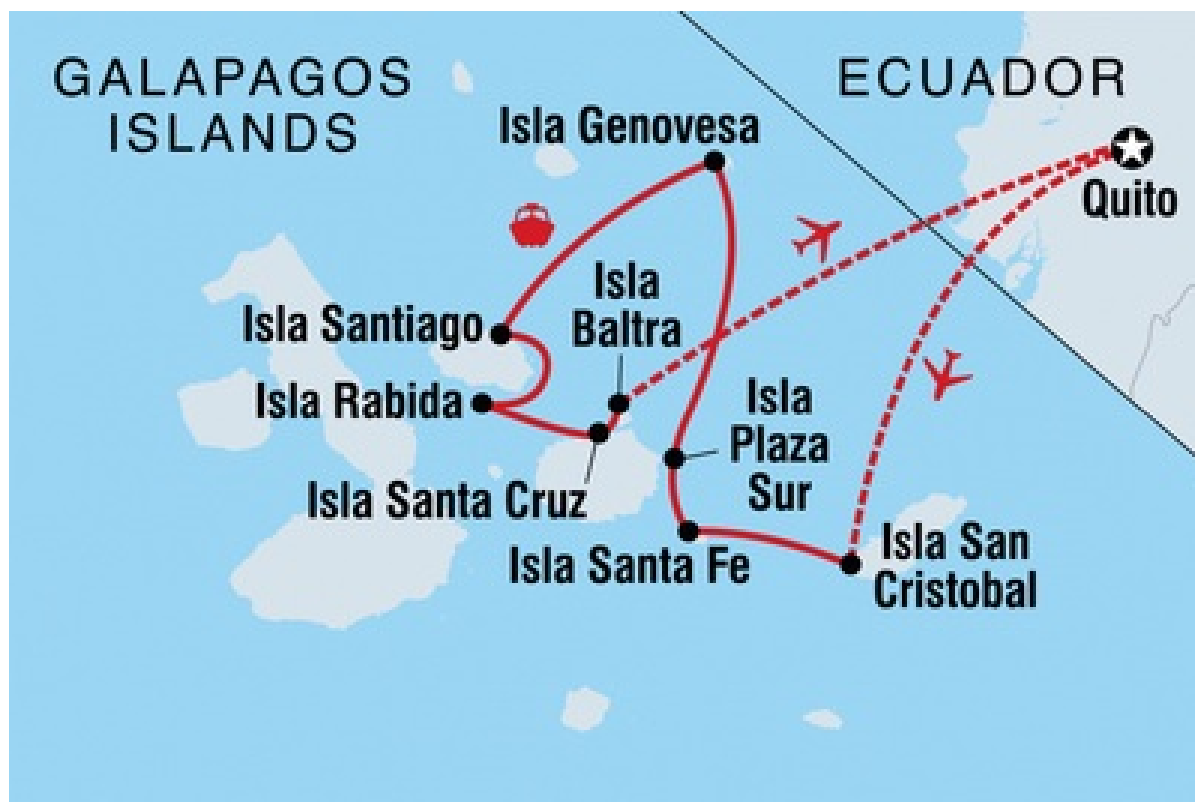 GALAPAGOS
ISLANDS
ECUADOR
Isla Genovesa
Quito
Isla
Baltra
Isla Santiago
Isla Rabida
Isla
Plaza
Sur
Isla Santa Cruz
Isla Santa Fe
Isla San
Cristobal